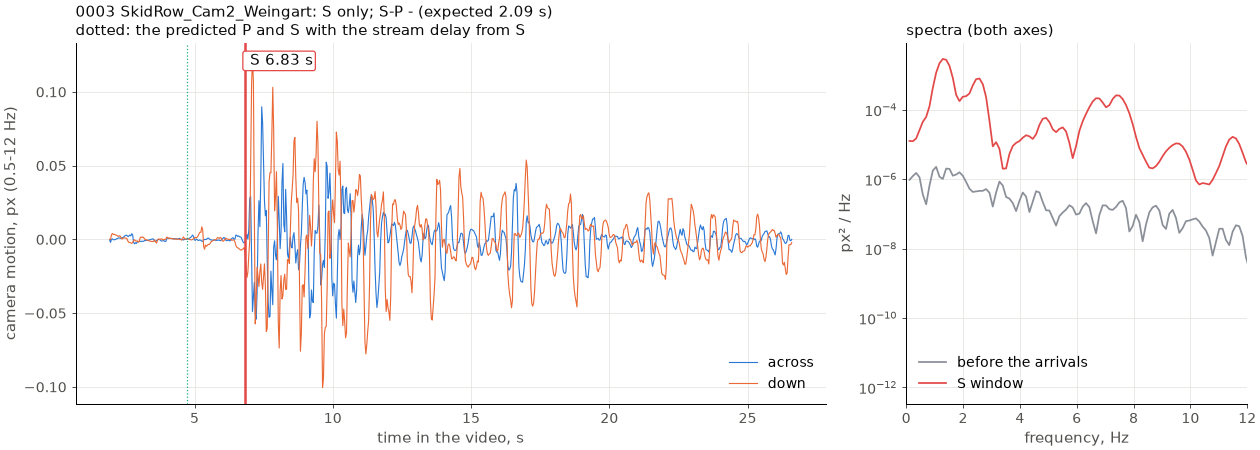 0003 SkidRow_Cam2_Weingart: S only; S-P - (expected 2.09 s)
dotted: the predicted P and S with the stream delay from S
S 6.83 s
camera motion, px (0.5-12 Hz)
0.10
0.05
0.00
−0.05
−0.10
5
10
15
20
25
time in the video, s
across
down
spectra (both axes)
px² / Hz
10⁻⁴
10⁻⁶
10⁻⁸
10⁻¹⁰
10⁻¹²
0
2
4
6
8
10
12
frequency, Hz
before the arrivals
S window